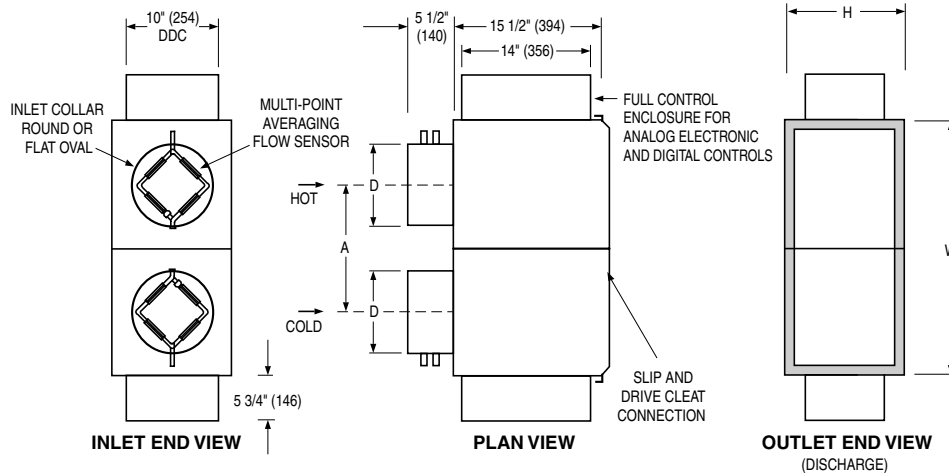 10" (254)
DDC
INLET COLLAR
ROUND OR
FLAT OVAL
MULTI-POINT
AVERAGING
FLOW SENSOR
5 3/4" (146)
INLET END VIEW
5 1/2"
(140)
15 1/2" (394)
14" (356)
FULL CONTROL
ENCLOSURE FOR
ANALOG ELECTRONIC
AND DIGITAL CONTROLS
HOT
D
A
COLD
D
SLIP AND
DRIVE CLEAT
CONNECTION
PLAN VIEW
H
W
OUTLET END VIEW
(DISCHARGE)